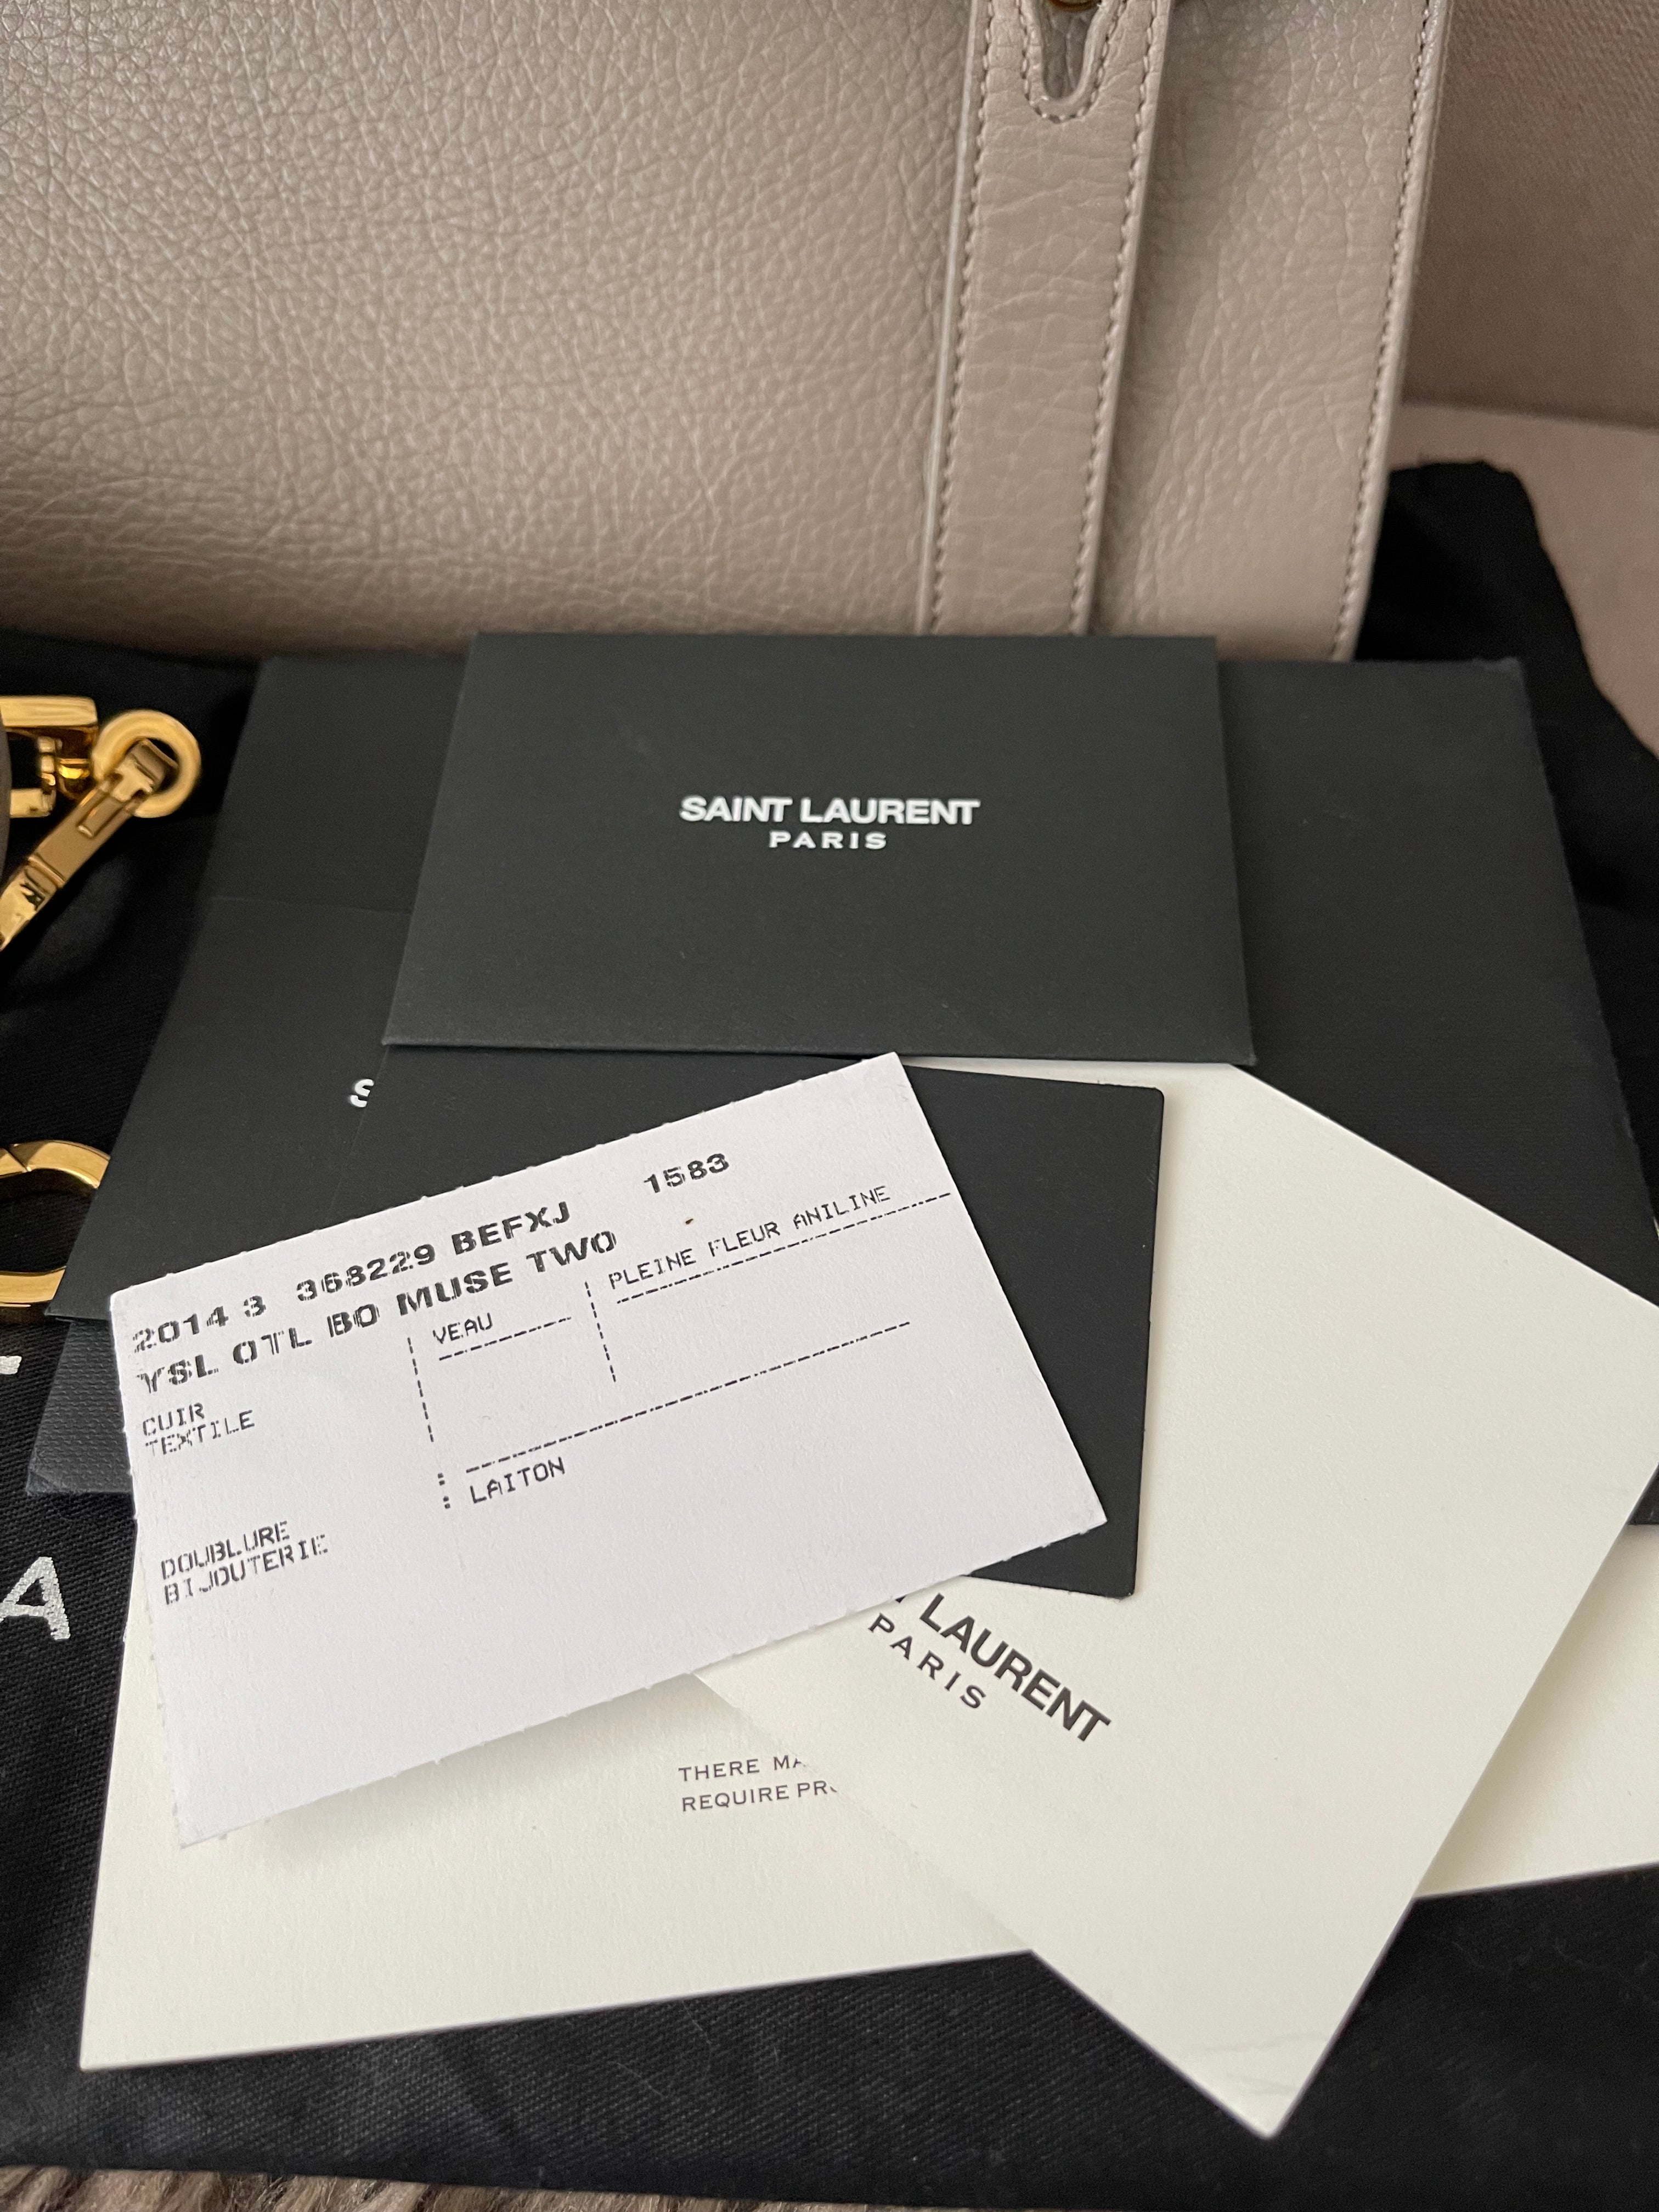 SAINT LAURENT
PARIS
S
2014 3 368229 BEFXJ 1583
YSL OTL BO MUSE TWO
CUIR VEAU PLEINE FLEUR ANILINE
TEXTILE
DOUBLURE :
BIJOUTERIE : LAITON
LAURENT
PARIS
THERE MA
REQUIRE PR
A